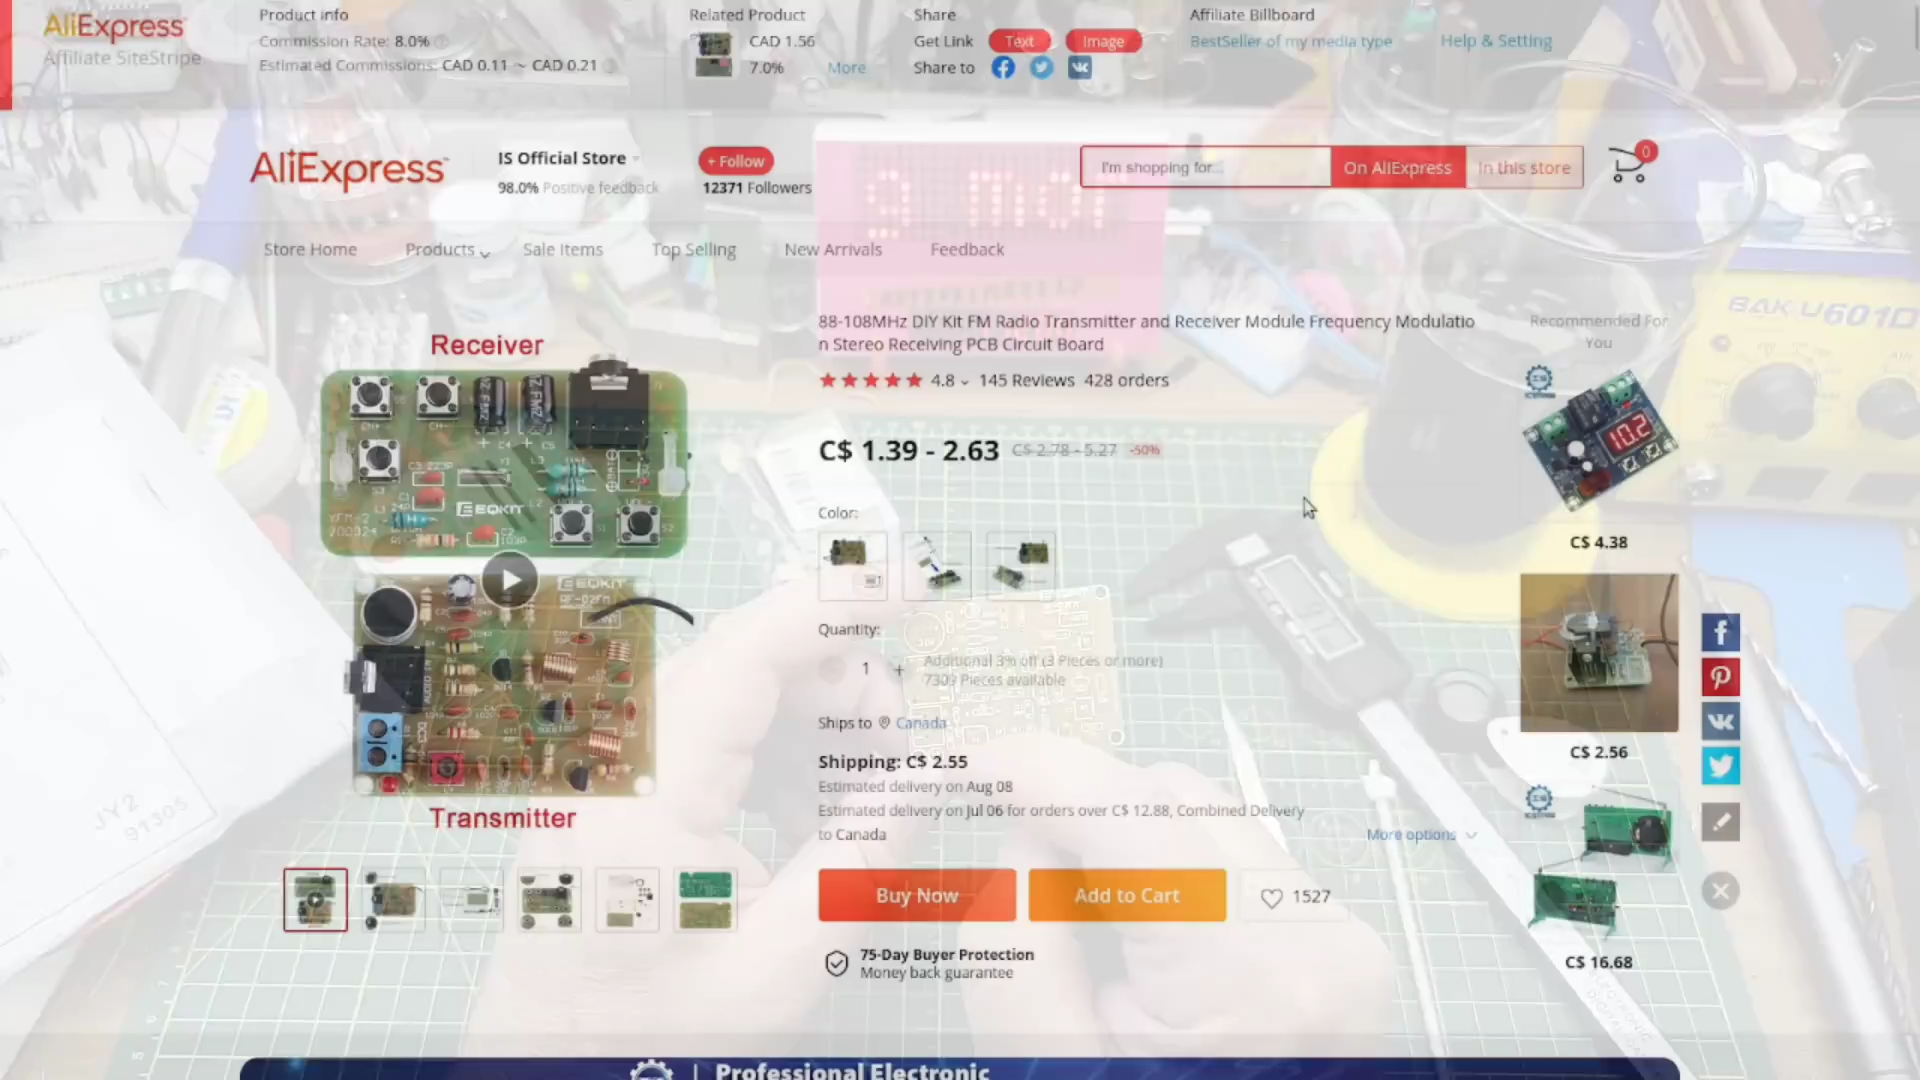 AliExpress
Affiliate SiteStripe
Product info
Commission Rate: 8.0%
Estimated Commissions: CAD 0.11 ~ CAD 0.21
Related Product
CAD 1.56
7.0%
More
Share
Get Link
Text
Image
Share to
Affiliate Billboard
BestSeller of my media type
Help & Setting
AliExpress
IS Official Store
98.0% Positive feedback
+ Follow
12371 Followers
I'm shopping for...
On AliExpress
In this store
0
Store Home
Products
Sale Items
Top Selling
New Arrivals
Feedback
Receiver
EQKIT
Transmitter
88-108MHz DIY Kit FM Radio Transmitter and Receiver Module Frequency Modulatio
n Stereo Receiving PCB Circuit Board
4.8
145 Reviews
428 orders
C$ 1.39 - 2.63
C$ 2.78 - 5.27
-50%
Color:
Quantity:
1
+
Additional 3% off (3 Pieces or more)
7309 Pieces available
Ships to
Canada
Shipping: C$ 2.55
Estimated delivery on Aug 08
Estimated delivery on Jul 06 for orders over C$ 12.88, Combined Delivery
to Canada
More options
Buy Now
Add to Cart
1527
75-Day Buyer Protection
Money back guarantee
Recommended For
You
10.2
C$ 4.38
C$ 2.56
C$ 16.68
BAKU 601D
JY2
91305
Professional Electronic